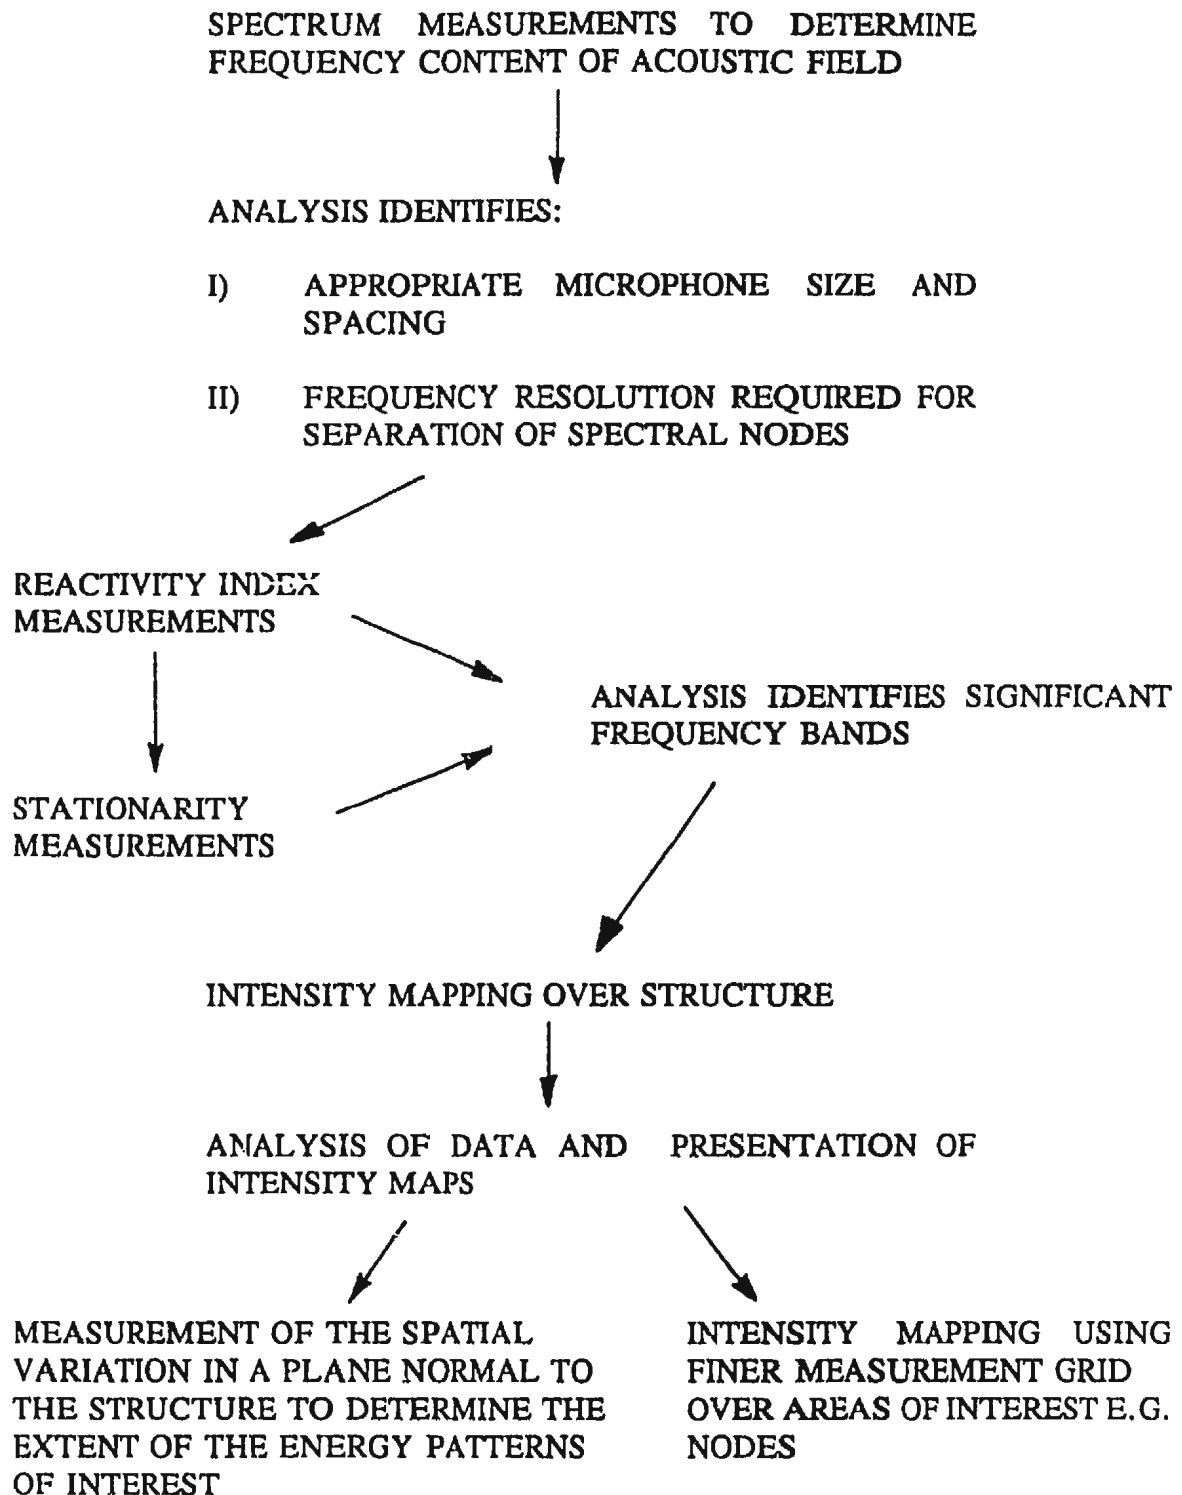 SPECTRUM MEASUREMENTS TO DETERMINE
FREQUENCY CONTENT OF ACOUSTIC FIELD
ANALYSIS IDENTIFIES:
I) APPROPRIATE MICROPHONE SIZE AND
SPACING
II) FREQUENCY RESOLUTION REQUIRED FOR
SEPARATION OF SPECTRAL NODES
REACTIVITY INDEX
MEASUREMENTS
ANALYSIS IDENTIFIES SIGNIFICANT
FREQUENCY BANDS
STATIONARITY
MEASUREMENTS
INTENSITY MAPPING OVER STRUCTURE
ANALYSIS OF DATA AND PRESENTATION OF
INTENSITY MAPS
MEASUREMENT OF THE SPATIAL
VARIATION IN A PLANE NORMAL TO
THE STRUCTURE TO DETERMINE THE
EXTENT OF THE ENERGY PATTERNS
OF INTEREST
INTENSITY MAPPING USING
FINER MEASUREMENT GRID
OVER AREAS OF INTEREST E.G.
NODES